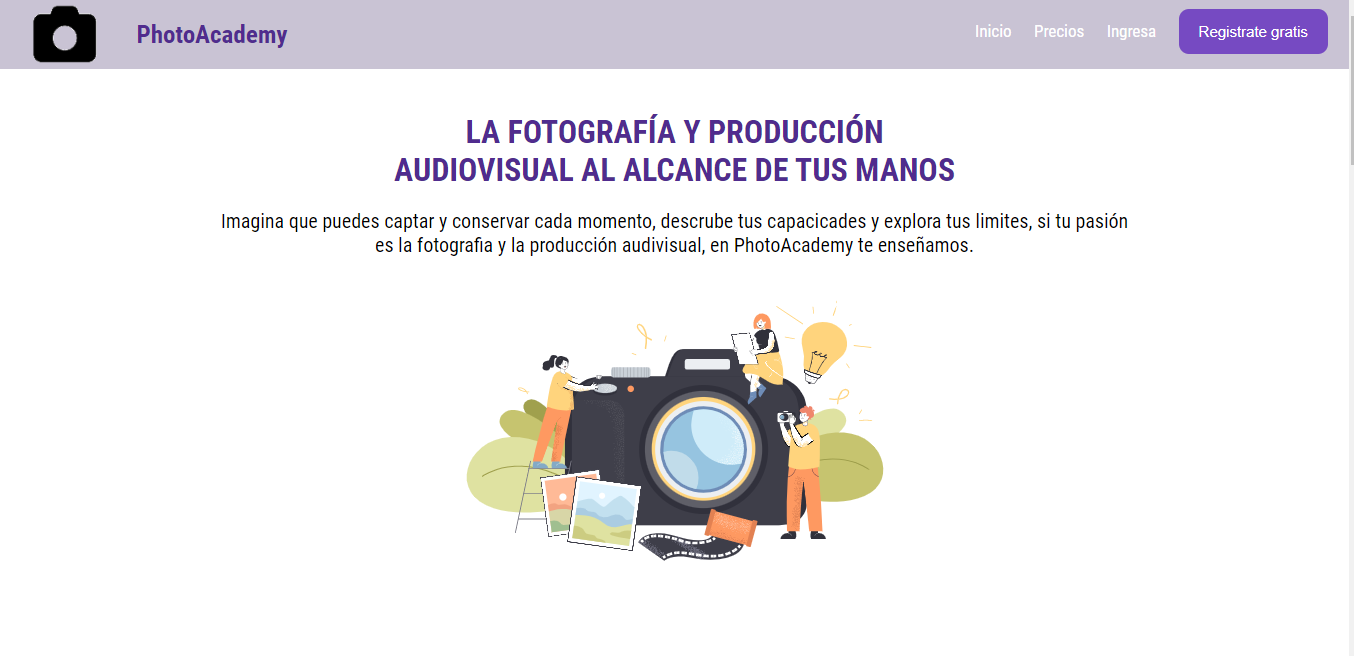 PhotoAcademy
Inicio Precios Ingresa Registrate gratis
LA FOTOGRAFÍA Y PRODUCCIÓN
AUDIOVISUAL AL ALCANCE DE TUS MANOS
Imagina que puedes captar y conservar cada momento, descrube tus capacicades y explora tus limites, si tu pasión
es la fotografia y la producción audivisual, en PhotoAcademy te enseñamos.